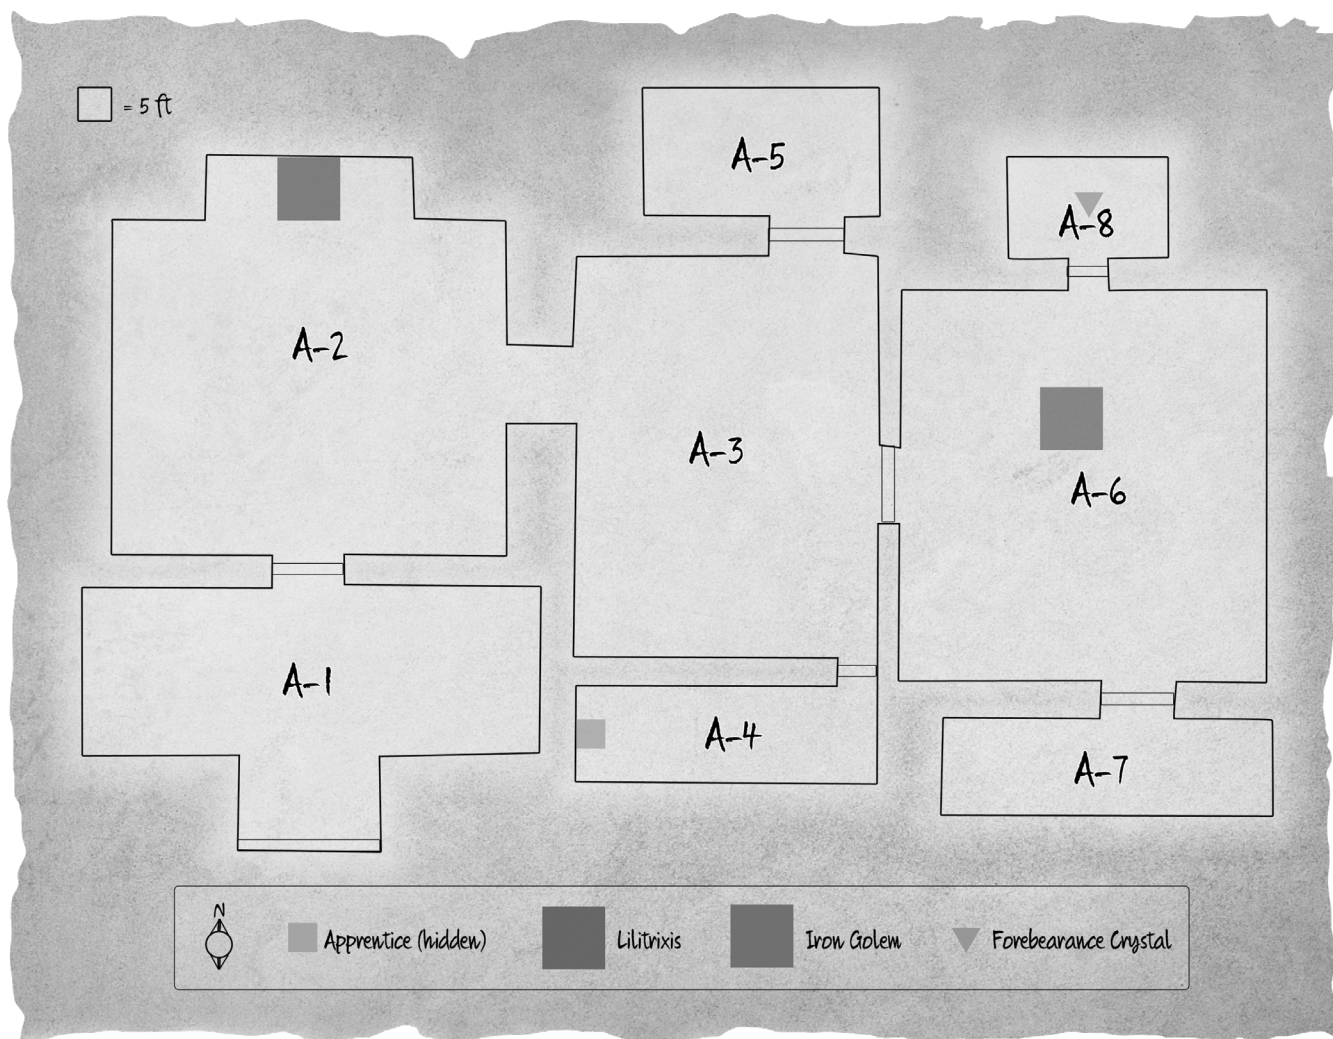 = 5 ft
A-5
A-8
A-2
A-3
A-6
A-1
A-4
A-7
N
Apprentice (hidden)
Lilitrixis
Iron Golem
Forebearance Crystal